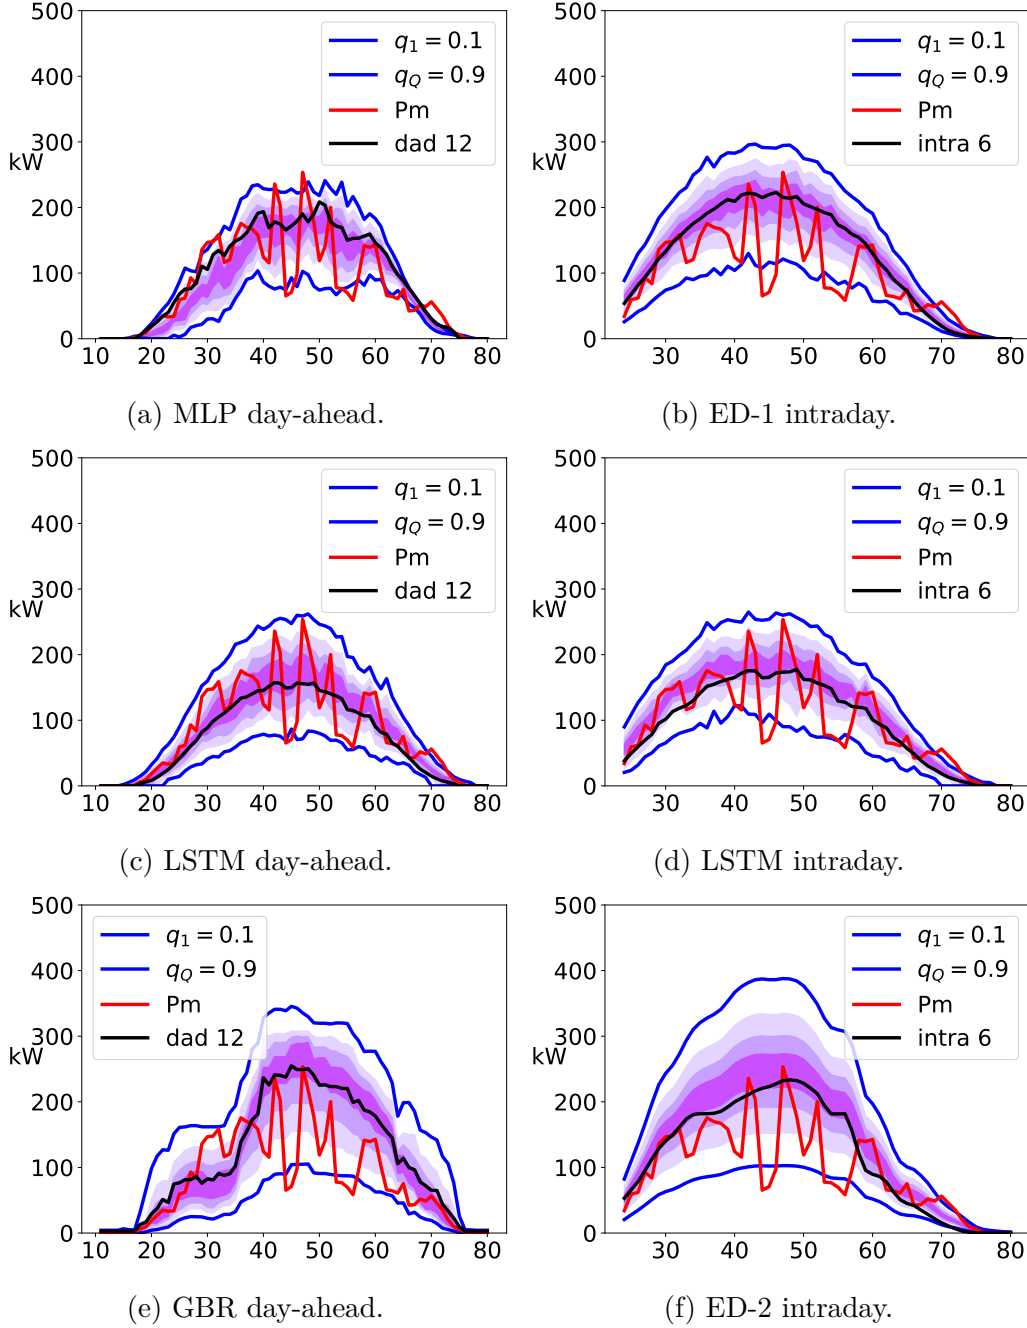 500
400
300
kW
200
100
0
10 20 30 40 50 60 70 80
q₁ = 0.1
q_Q = 0.9
Pm
dad 12
(a) MLP day-ahead.
500
400
300
kW
200
100
0
30 40 50 60 70 80
q₁ = 0.1
q_Q = 0.9
Pm
intra 6
(b) ED-1 intraday.
500
400
300
kW
200
100
0
10 20 30 40 50 60 70 80
q₁ = 0.1
q_Q = 0.9
Pm
dad 12
(c) LSTM day-ahead.
500
400
300
kW
200
100
0
30 40 50 60 70 80
q₁ = 0.1
q_Q = 0.9
Pm
intra 6
(d) LSTM intraday.
500
400
300
kW
200
100
0
10 20 30 40 50 60 70 80
q₁ = 0.1
q_Q = 0.9
Pm
dad 12
(e) GBR day-ahead.
500
400
300
kW
200
100
0
30 40 50 60 70 80
q₁ = 0.1
q_Q = 0.9
Pm
intra 6
(f) ED-2 intraday.